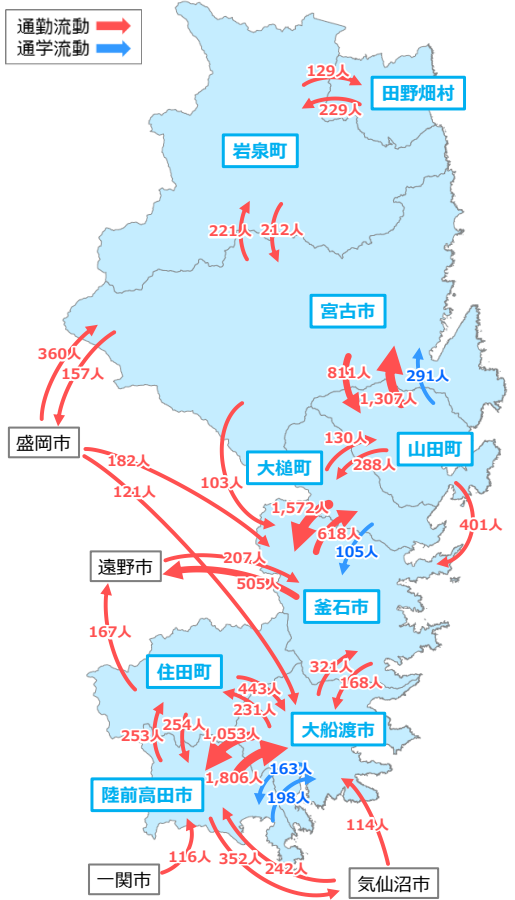 通勤流動
通学流動
129人
田野畑村
229人
岩泉町
221人
212人
宮古市
360人
157人
811人
291人
1,307人
盛岡市
130人
山田町
182人
大槌町
288人
103人
121人
1,572人
401人
618人
105人
遠野市
207人
505人
釜石市
167人
住田町
321人
443人
168人
231人
254人
253人
1,053人
大船渡市
163人
1,806人
陸前高田市
198人
114人
116人
352人
242人
一関市
気仙沼市